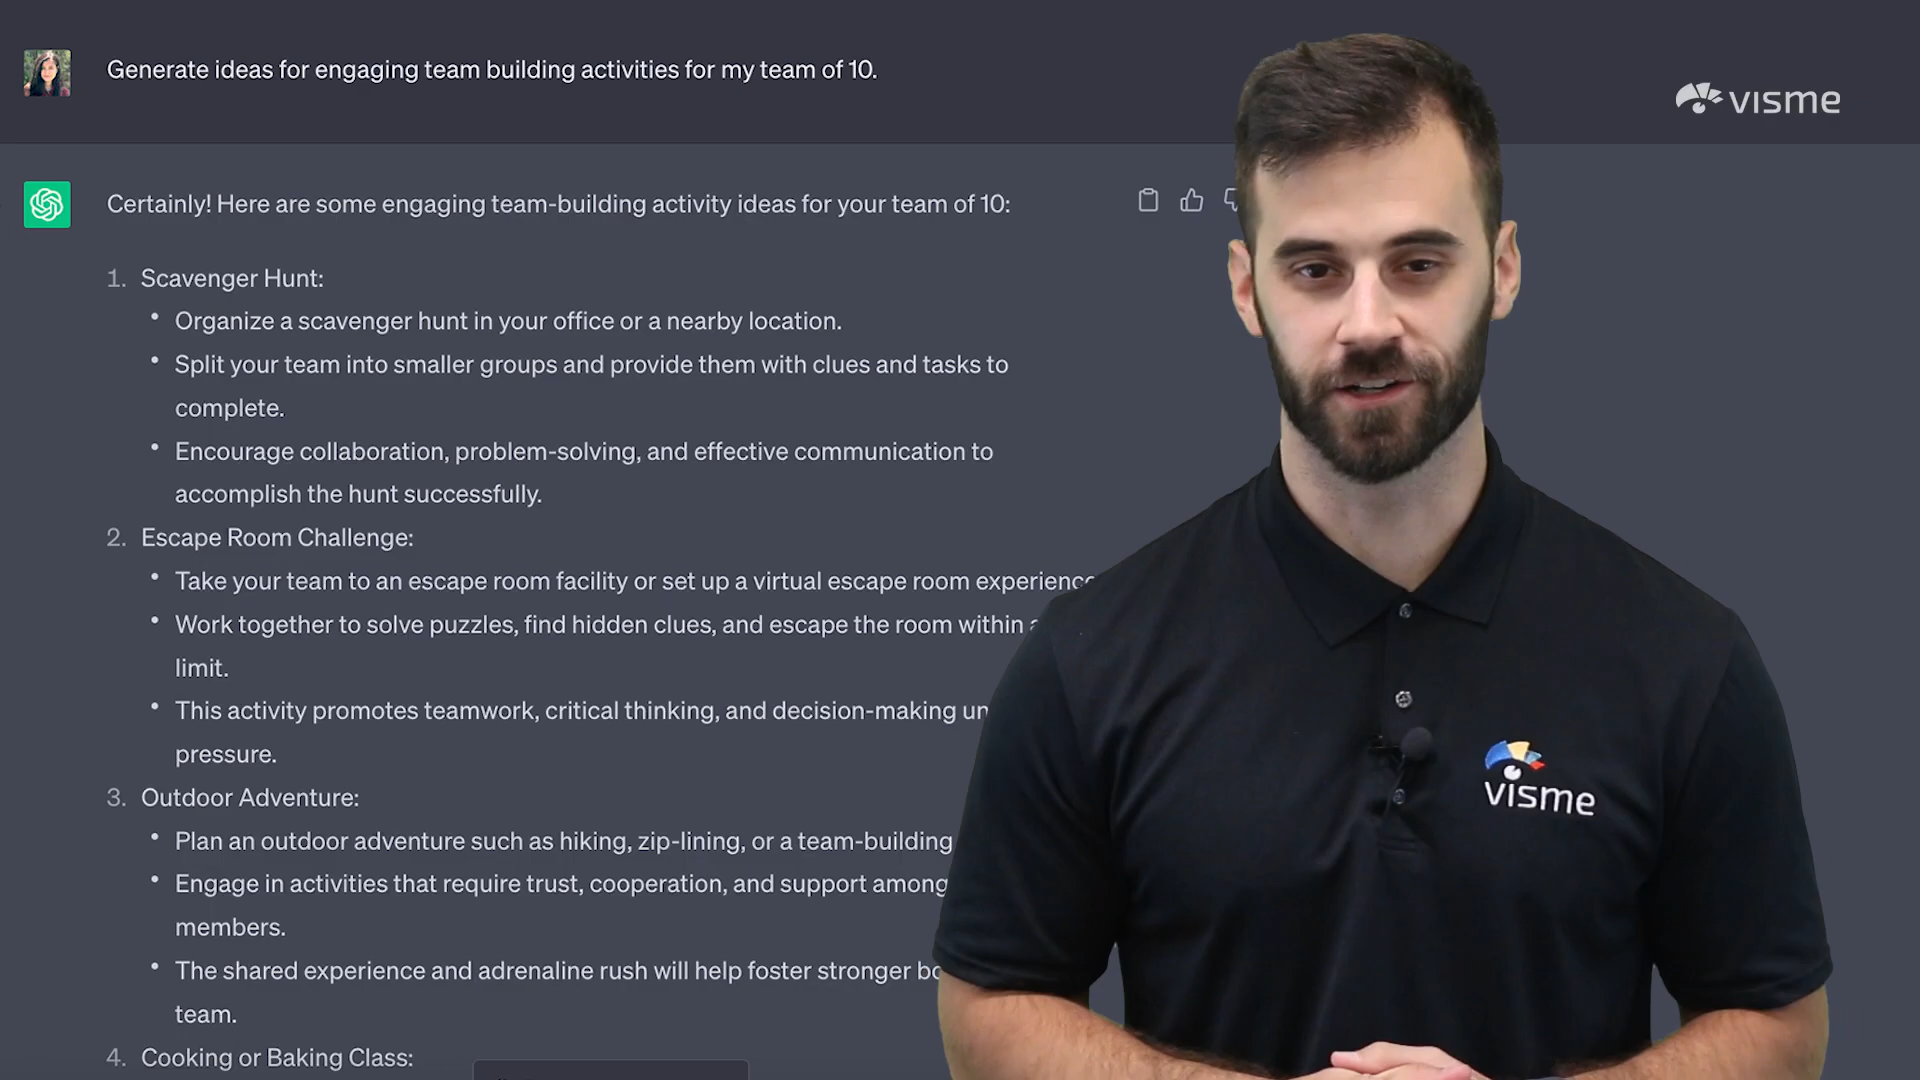 Generate ideas for engaging team building activities for my team of 10.
visme
Certainly! Here are some engaging team-building activity ideas for your team of 10:
1. Scavenger Hunt:
• Organize a scavenger hunt in your office or a nearby location.
• Split your team into smaller groups and provide them with clues and tasks to
complete.
• Encourage collaboration, problem-solving, and effective communication to
accomplish the hunt successfully.
2. Escape Room Challenge:
• Take your team to an escape room facility or set up a virtual escape room experience
• Work together to solve puzzles, find hidden clues, and escape the room within
limit.
• This activity promotes teamwork, critical thinking, and decision-making
pressure.
3. Outdoor Adventure:
• Plan an outdoor adventure such as hiking, zip-lining, or a team-building
• Engage in activities that require trust, cooperation, and support among
members.
• The shared experience and adrenaline rush will help foster stronger
team.
4. Cooking or Baking Class:
visme